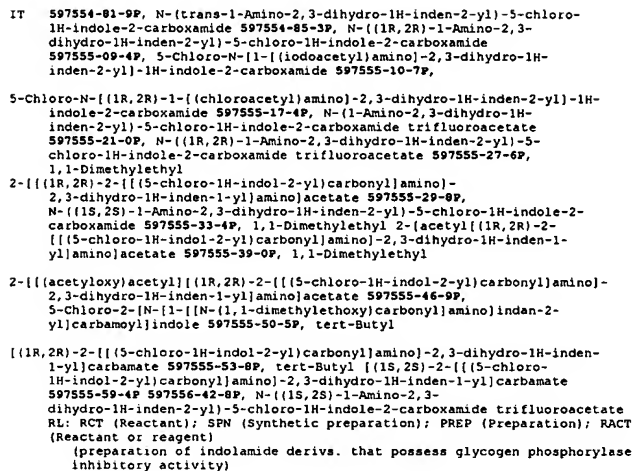 IT 597554-81-9P, N-(trans-1-Amino-2,3-dihydro-1H-inden-2-yl)-5-chloro-
1H-indole-2-carboxamide 597554-85-3P, N-((1R,2R)-1-Amino-2,3-
dihydro-1H-inden-2-yl)-5-chloro-1H-indole-2-carboxamide
597555-09-4P, 5-Chloro-N-[1-[(iodoacetyl)amino]-2,3-dihydro-1H-
inden-2-yl]-1H-indole-2-carboxamide 597555-10-7P,
5-Chloro-N-[(1R,2R)-1-[(chloroacetyl)amino]-2,3-dihydro-1H-inden-2-yl]-1H-
indole-2-carboxamide 597555-17-4P, N-(1-Amino-2,3-dihydro-1H-
inden-2-yl)-5-chloro-1H-indole-2-carboxamide trifluoroacetate
597555-21-0P, N-((1R,2R)-1-Amino-2,3-dihydro-1H-inden-2-yl)-5-
chloro-1H-indole-2-carboxamide trifluoroacetate 597555-27-6P,
1,1-Dimethylethyl
2-[[(1R,2R)-2-[[(5-chloro-1H-indol-2-yl)carbonyl]amino]-
2,3-dihydro-1H-inden-1-yl]amino]acetate 597555-29-8P,
N-((1S,2S)-1-Amino-2,3-dihydro-1H-inden-2-yl)-5-chloro-1H-indole-2-
carboxamide 597555-33-4P, 1,1-Dimethylethyl 2-[acetyl[(1R,2R)-2-
[[(5-chloro-1H-indol-2-yl)carbonyl]amino]-2,3-dihydro-1H-inden-1-
yl]amino]acetate 597555-39-0P, 1,1-Dimethylethyl
2-[[(acetyloxy)acetyl][(1R,2R)-2-[[(5-chloro-1H-indol-2-yl)carbonyl]amino]-
2,3-dihydro-1H-inden-1-yl]amino]acetate 597555-46-9P,
5-Chloro-2-[N-[1-[[N-(1,1-dimethylethoxy)carbonyl]amino]indan-2-
yl]carbamoyl]indole 597555-50-5P, tert-Butyl
[(1R,2R)-2-[[(5-chloro-1H-indol-2-yl)carbonyl]amino]-2,3-dihydro-1H-inden-
1-yl]carbamate 597555-53-8P, tert-Butyl [(1S,2S)-2-[[(5-chloro-
1H-indol-2-yl)carbonyl]amino]-2,3-dihydro-1H-inden-1-yl]carbamate
597555-59-4P 597556-42-8P, N-((1S,2S)-1-Amino-2,3-
dihydro-1H-inden-2-yl)-5-chloro-1H-indole-2-carboxamide trifluoroacetate
RL: RCT (Reactant); SPN (Synthetic preparation); PREP (Preparation); RACT
(Reactant or reagent)
(preparation of indolamide derivs. that possess glycogen phosphorylase
inhibitory activity)